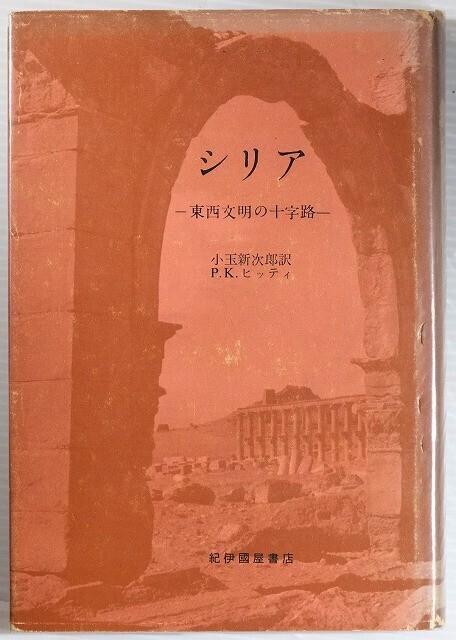 シリア
―東西文明の十字路―
小玉新次郎訳
P.K.ヒッティ
紀伊國屋書店